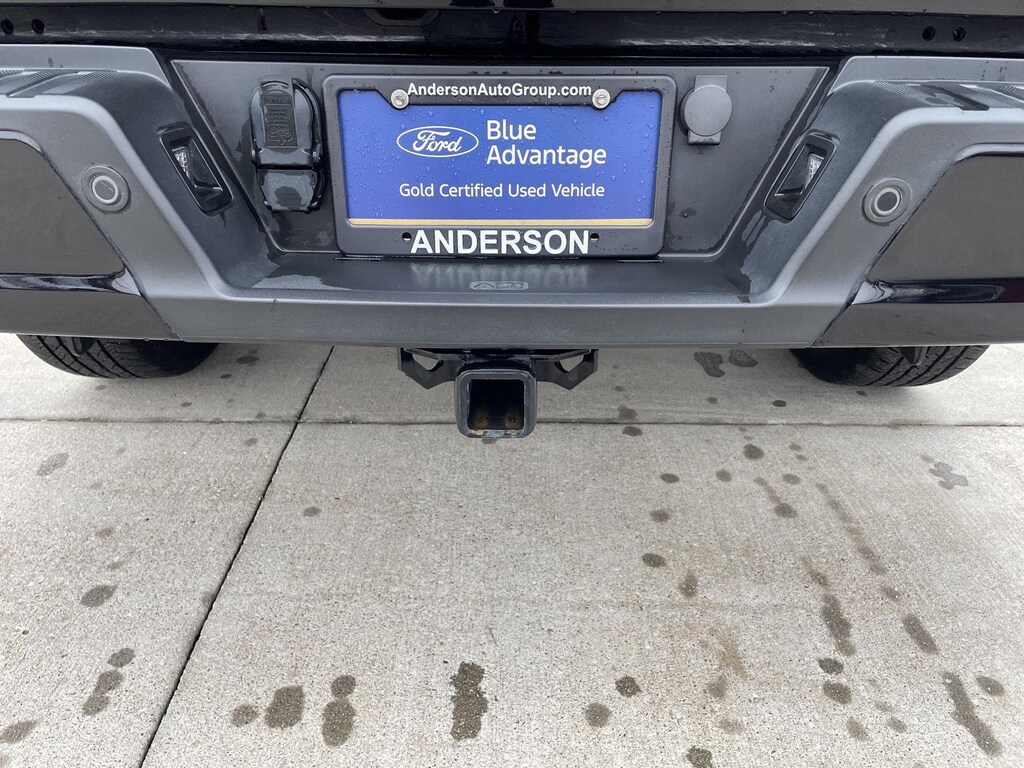 AndersonAutoGroup.com
Ford
Blue
Advantage
Gold Certified Used Vehicle
ANDERSON